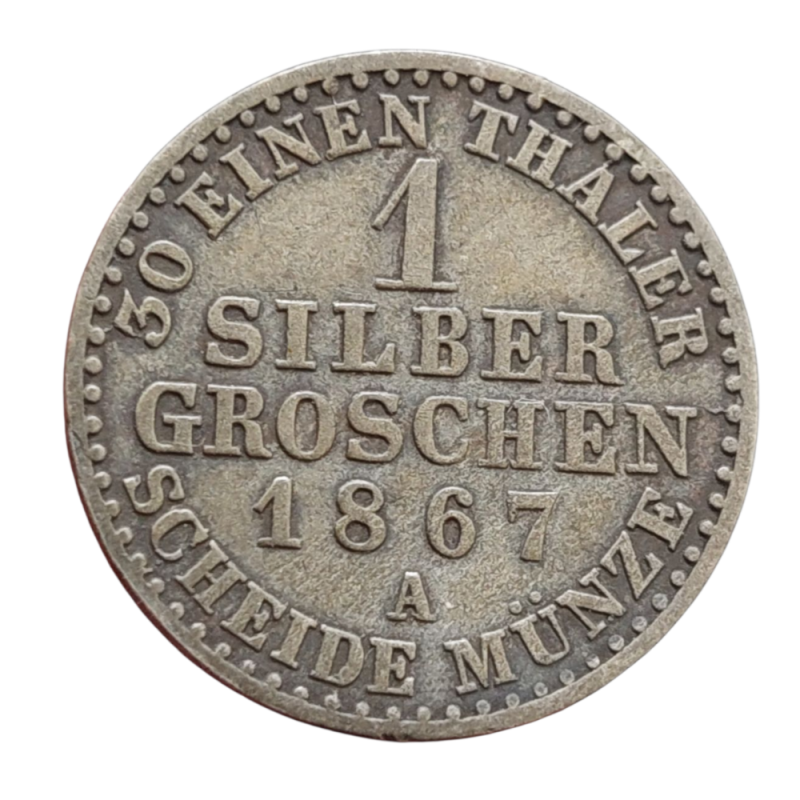 30 EINEN THALER
1
SILBER
GROSCHEN
1867
A
SCHEIDE MÜNZE